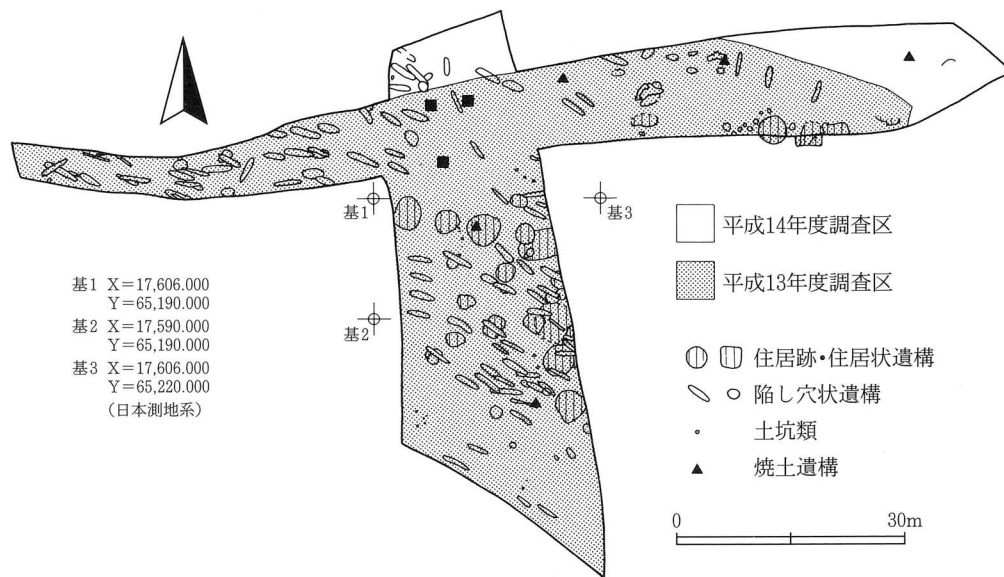 基1
基3
基2
基1 X=17,606.000
Y=65,190.000
基2 X=17,590.000
Y=65,190.000
基3 X=17,606.000
Y=65,220.000
(日本測地系)
平成14年度調査区
平成13年度調査区
住居跡・住居状遺構
陥し穴状遺構
土坑類
焼土遺構
0 30m